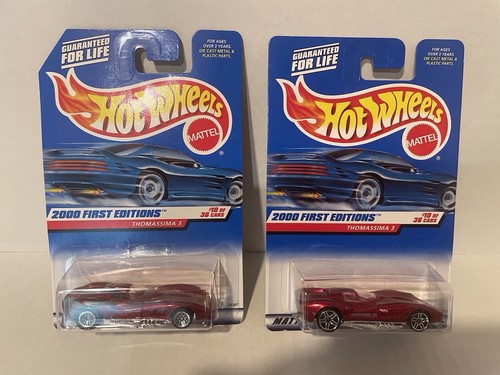 GUARANTEED
FOR LIFE
FOR AGES
OVER 3 YEARS.
DIE CAST METAL &
PLASTIC PARTS.
HOT WHEELS
MATTEL
2000 FIRST EDITIONS™
#10 OF
36 CARS
THOMASSIMA 3
GUARANTEED
FOR LIFE
FOR AGES
OVER 3 YEARS.
DIE CAST METAL &
PLASTIC PARTS.
HOT WHEELS
MATTEL
2000 FIRST EDITIONS™
#10 OF
36 CARS
THOMASSIMA 3